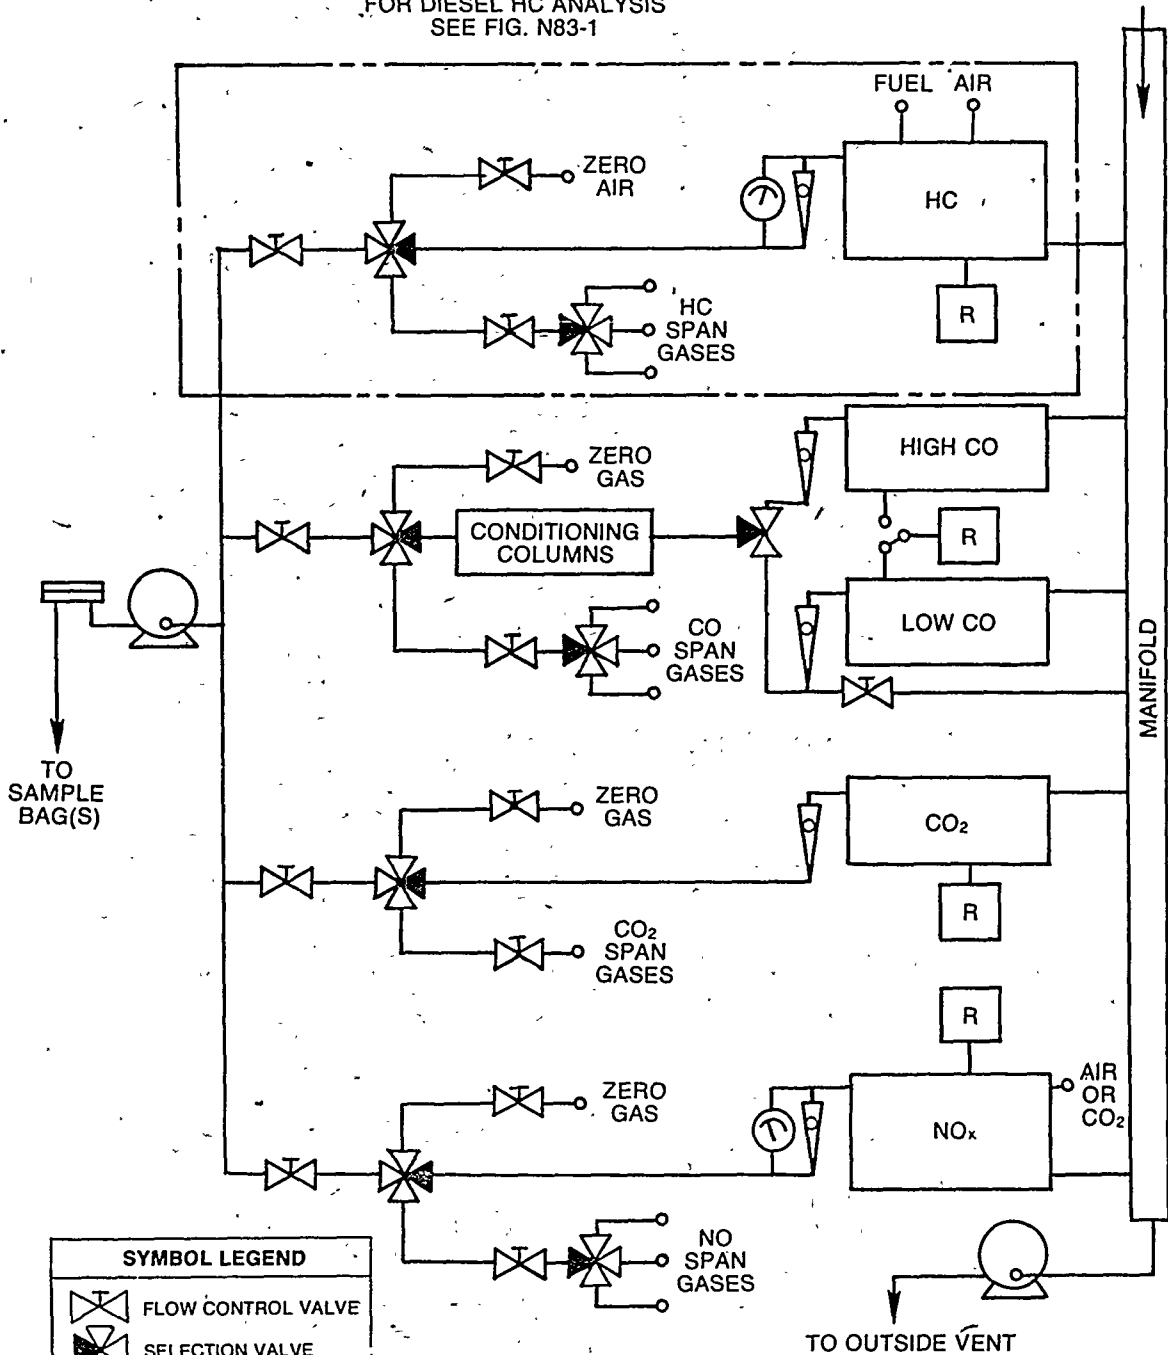 FOR DIESEL HC ANALYSIS
SEE FIG. N83-1
FUEL AIR
ZERO
AIR
HC
HC
SPAN
GASES
R
ZERO
GAS
HIGH CO
CONDITIONING
COLUMNS
R
CO
SPAN
GASES
LOW CO
MANIFOLD
TO
SAMPLE
BAG(S)
ZERO
GAS
CO₂
CO₂
SPAN
GASES
R
R
ZERO
GAS
AIR
OR
CO₂
NOₓ
NO
SPAN
GASES
SYMBOL LEGEND
FLOW CONTROL VALVE
SELECTION VALVE
TO OUTSIDE VENT